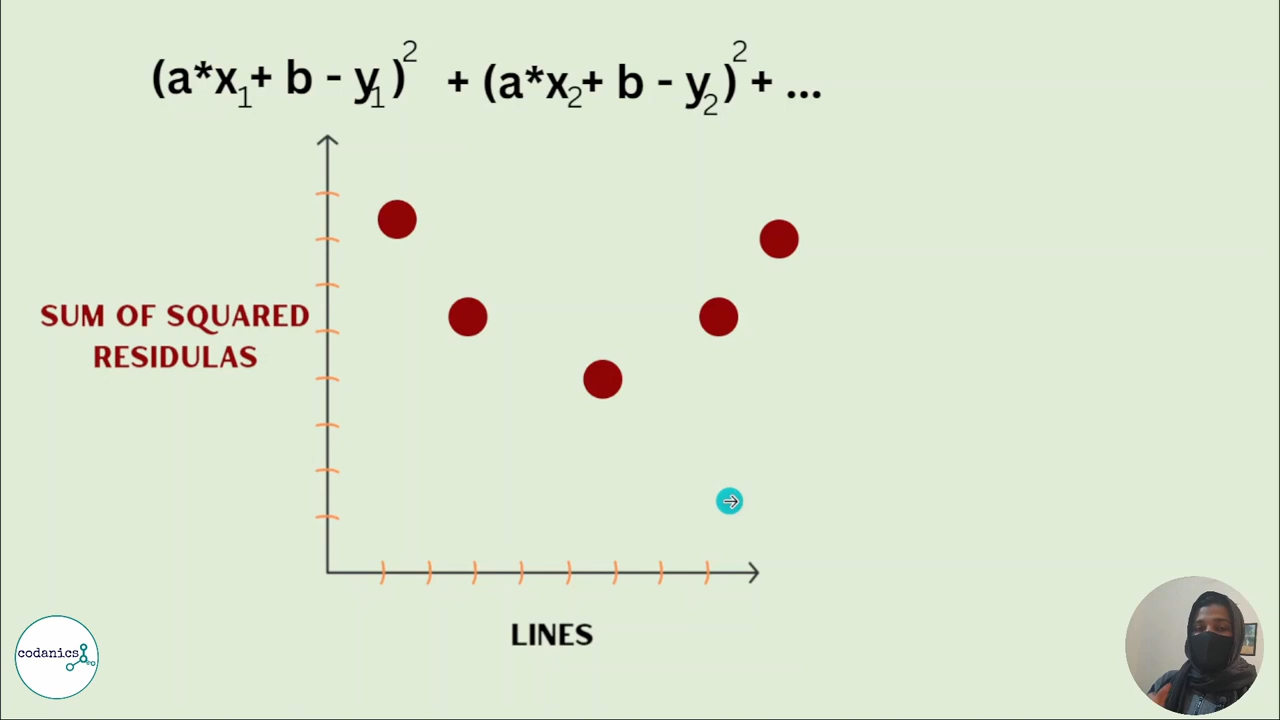 (a*x₁+ b - y₁)² + (a*x₂+ b - y₂)² + ...
SUM OF SQUARED
RESIDULAS
LINES
codanics